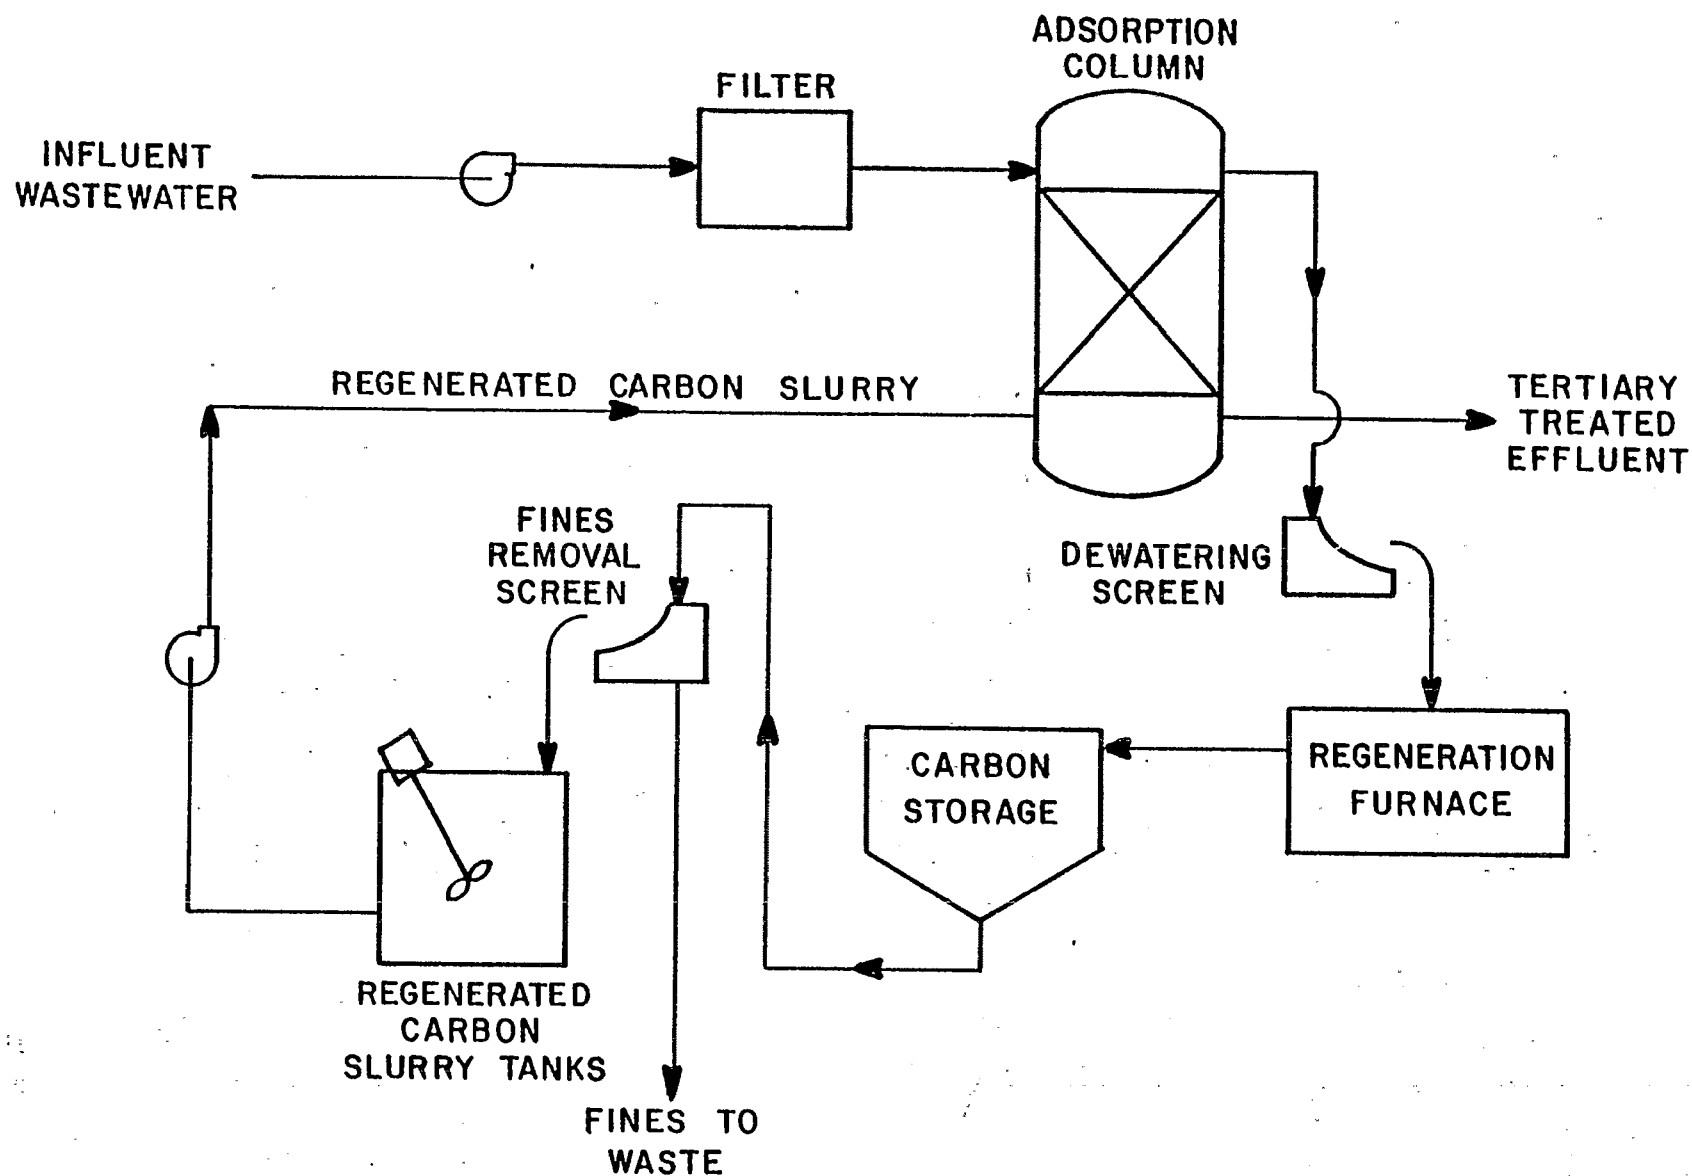 ADSORPTION
COLUMN
FILTER
INFLUENT
WASTEWATER
REGENERATED CARBON SLURRY
TERTIARY
TREATED
EFFLUENT
FINES
REMOVAL
SCREEN
DEWATERING
SCREEN
CARBON
STORAGE
REGENERATION
FURNACE
REGENERATED
CARBON
SLURRY TANKS
FINES TO
WASTE